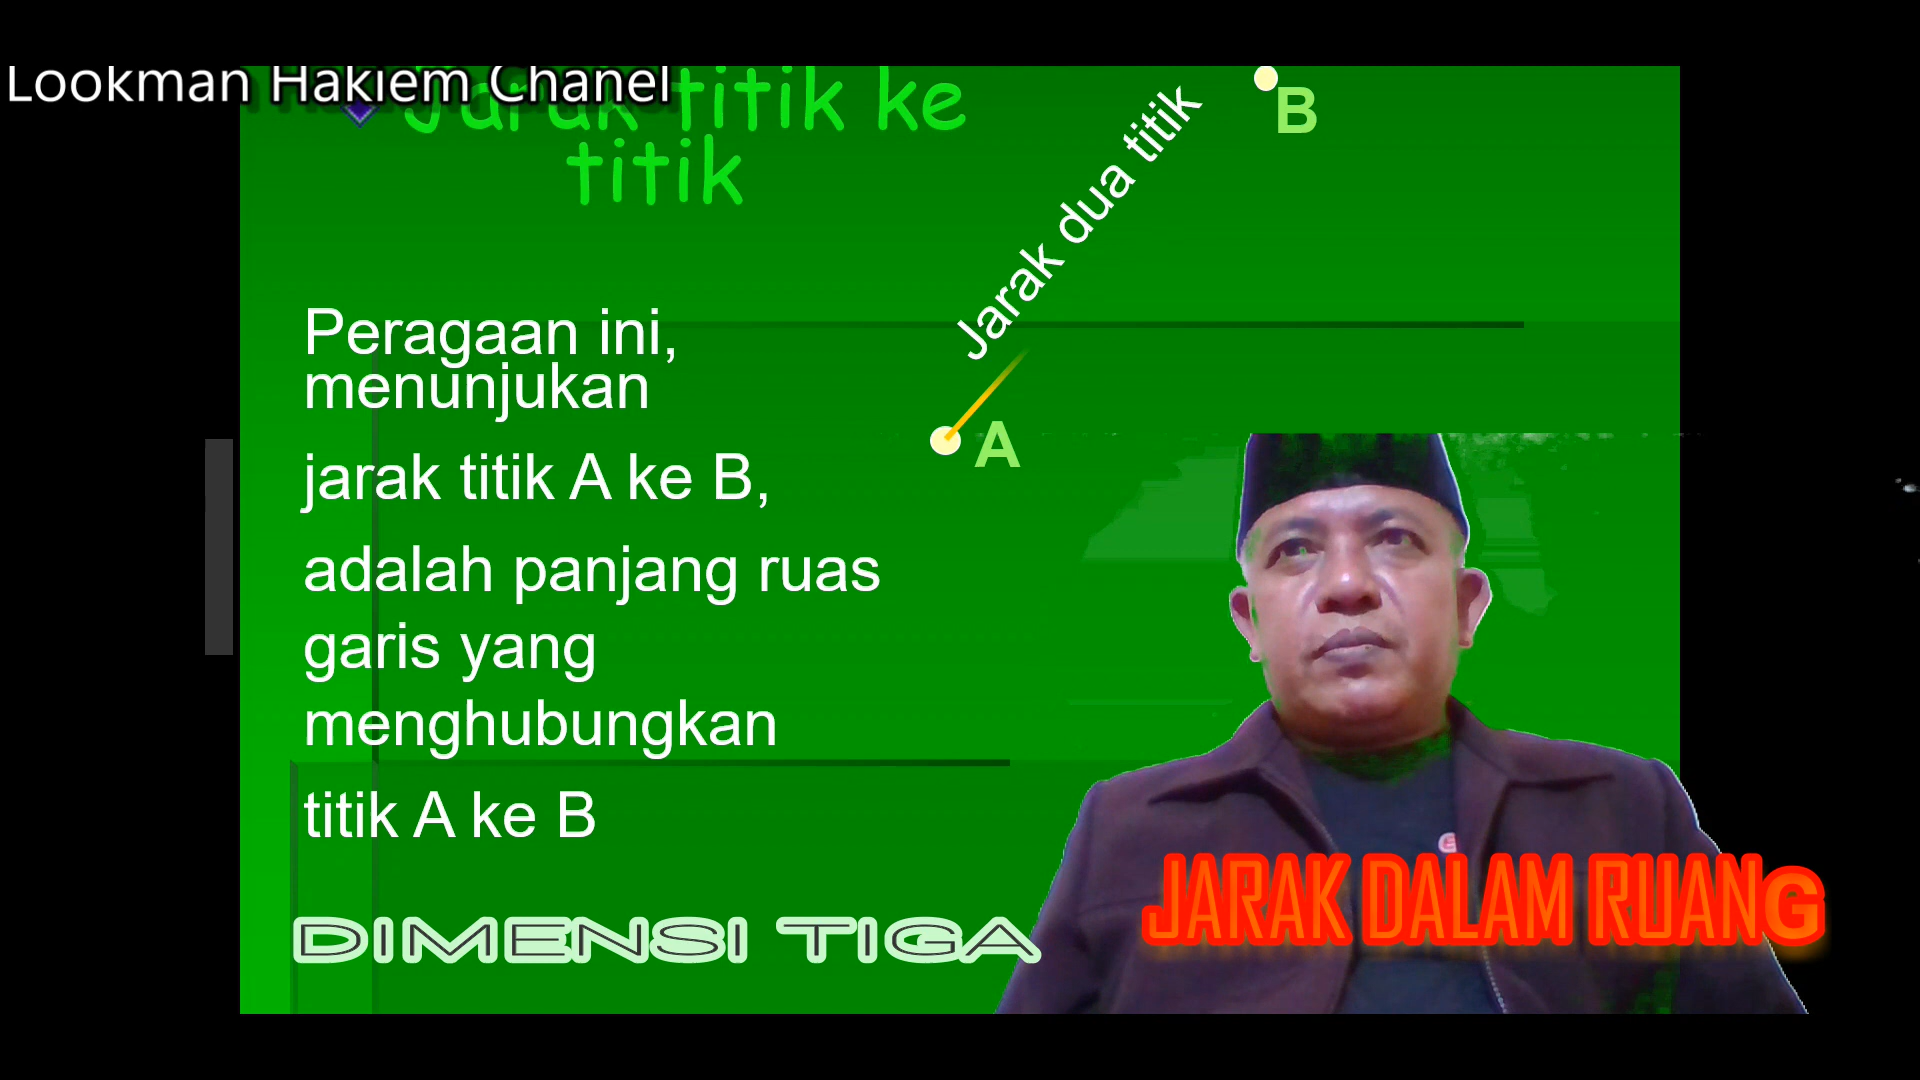 Lookman Hakiem Chanel
Jarak titik ke
titik
B
Jarak dua titik
A
Peragaan ini,
menunjukan
jarak titik A ke B,
adalah panjang ruas
garis yang
menghubungkan
titik A ke B
DIMENSI TIGA
JARAK DALAM RUANG